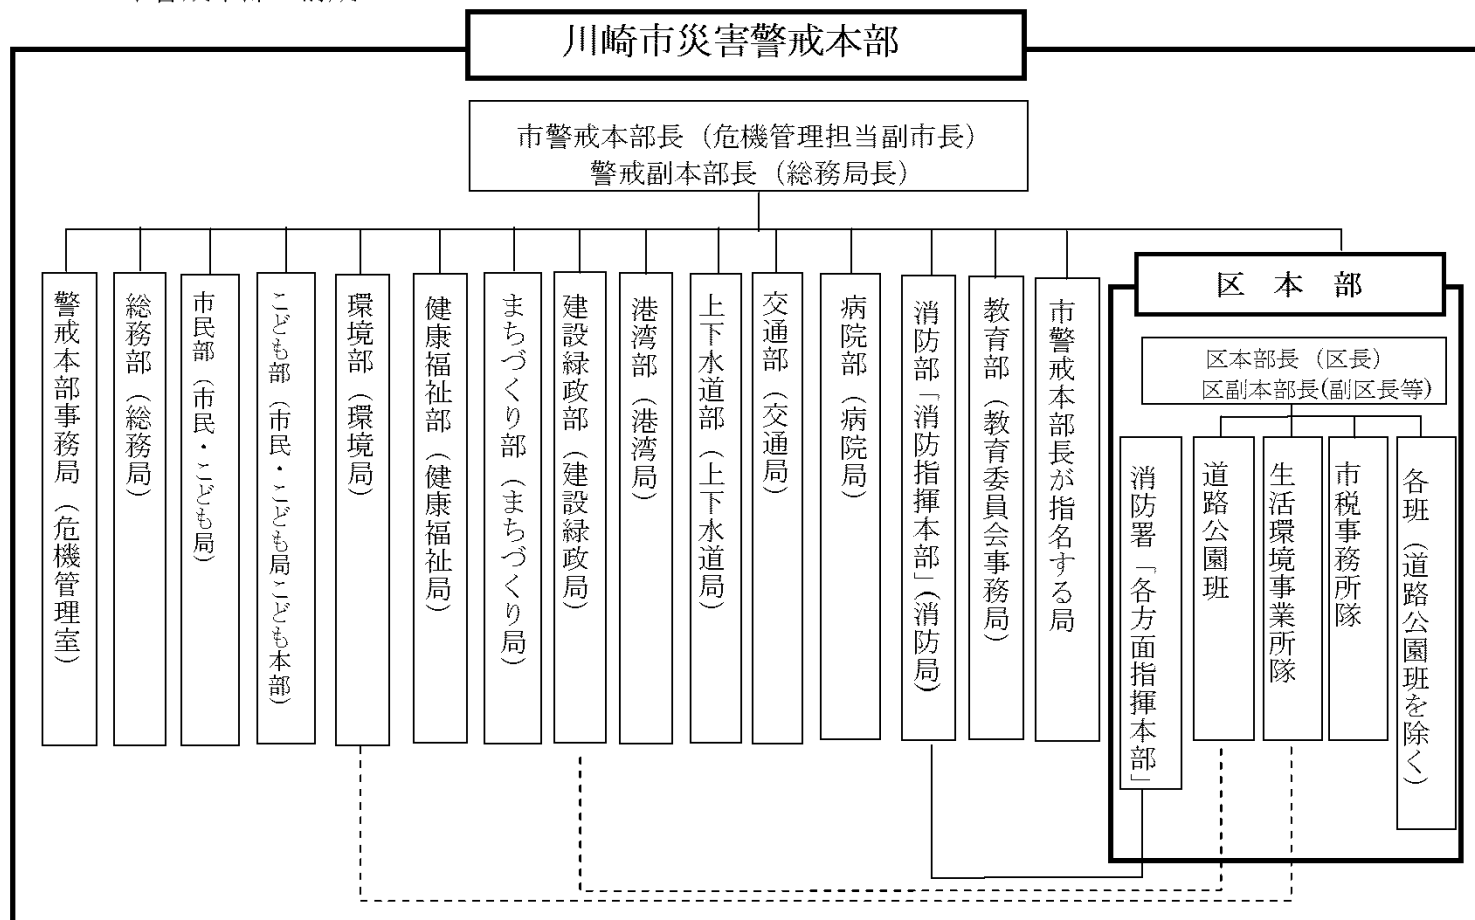 川崎市災害警戒本部
市警戒本部長（危機管理担当副市長）
警戒副本部長（総務局長）
警戒本部事務局（危機管理室）
総務部（総務局）
市民部（市民・こども局）
こども部（市民・こども局こども本部）
環境部（環境局）
健康福祉部（健康福祉局）
まちづくり部（まちづくり局）
建設緑政部（建設緑政局）
港湾部（港湾局）
上下水道部（上下水道局）
交通部（交通局）
病院部（病院局）
消防部「消防指揮本部」（消防局）
教育部（教育委員会事務局）
市警戒本部長が指名する局
区本部
区本部長（区長）
区副本部長(副区長等)
消防署「各方面指揮本部」
道路公園班
生活環境事業所隊
市税事務所隊
各班（道路公園班を除く）